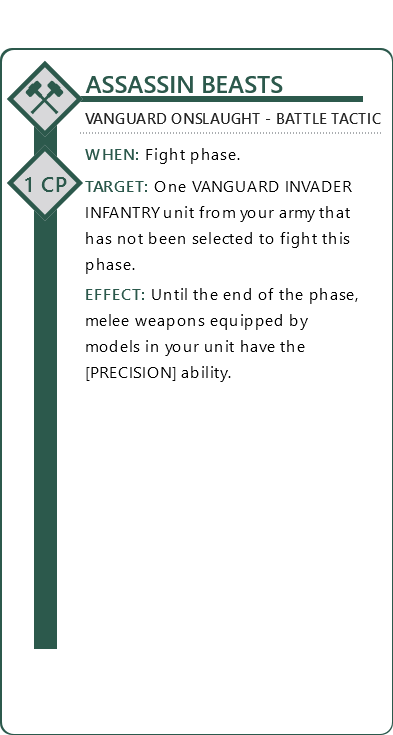 ASSASSIN BEASTS
VANGUARD ONSLAUGHT - BATTLE TACTIC
1 CP
WHEN: Fight phase.
TARGET: One VANGUARD INVADER
INFANTRY unit from your army that
has not been selected to fight this
phase.
EFFECT: Until the end of the phase,
melee weapons equipped by
models in your unit have the
[PRECISION] ability.